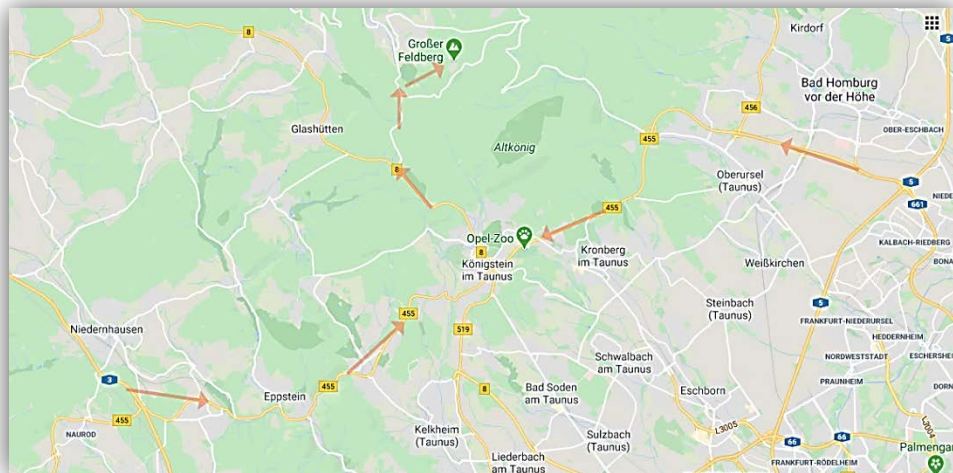 8
Großer
Feldberg
Kirdorf
5
Bad Homburg
vor der Höhe
456
Glashütten
OBER-ESCHBACH
Altkönig
455
8
Oberursel
(Taunus)
5
661
455
Opel-Zoo
KALBACH-RIEDBERG
8
Königstein
im Taunus
Kronberg
im Taunus
Weißkirchen
5
455
519
Steinbach
(Taunus)
FRANKFURT-NIEDERURSEL
Niedernhausen
HEDDERNHEIM
Schwalbach
am Taunus
NORDWESTSTADT
3
455
8
PRAUNHEIM
Eppstein
Bad Soden
am Taunus
Eschborn
455
NAUROD
Kelkheim
(Taunus)
Sulzbach
(Taunus)
L3005
L3004
66
66
Liederbach
am Taunus
FRANKFURT-RÖDELHEIM
Palmengar